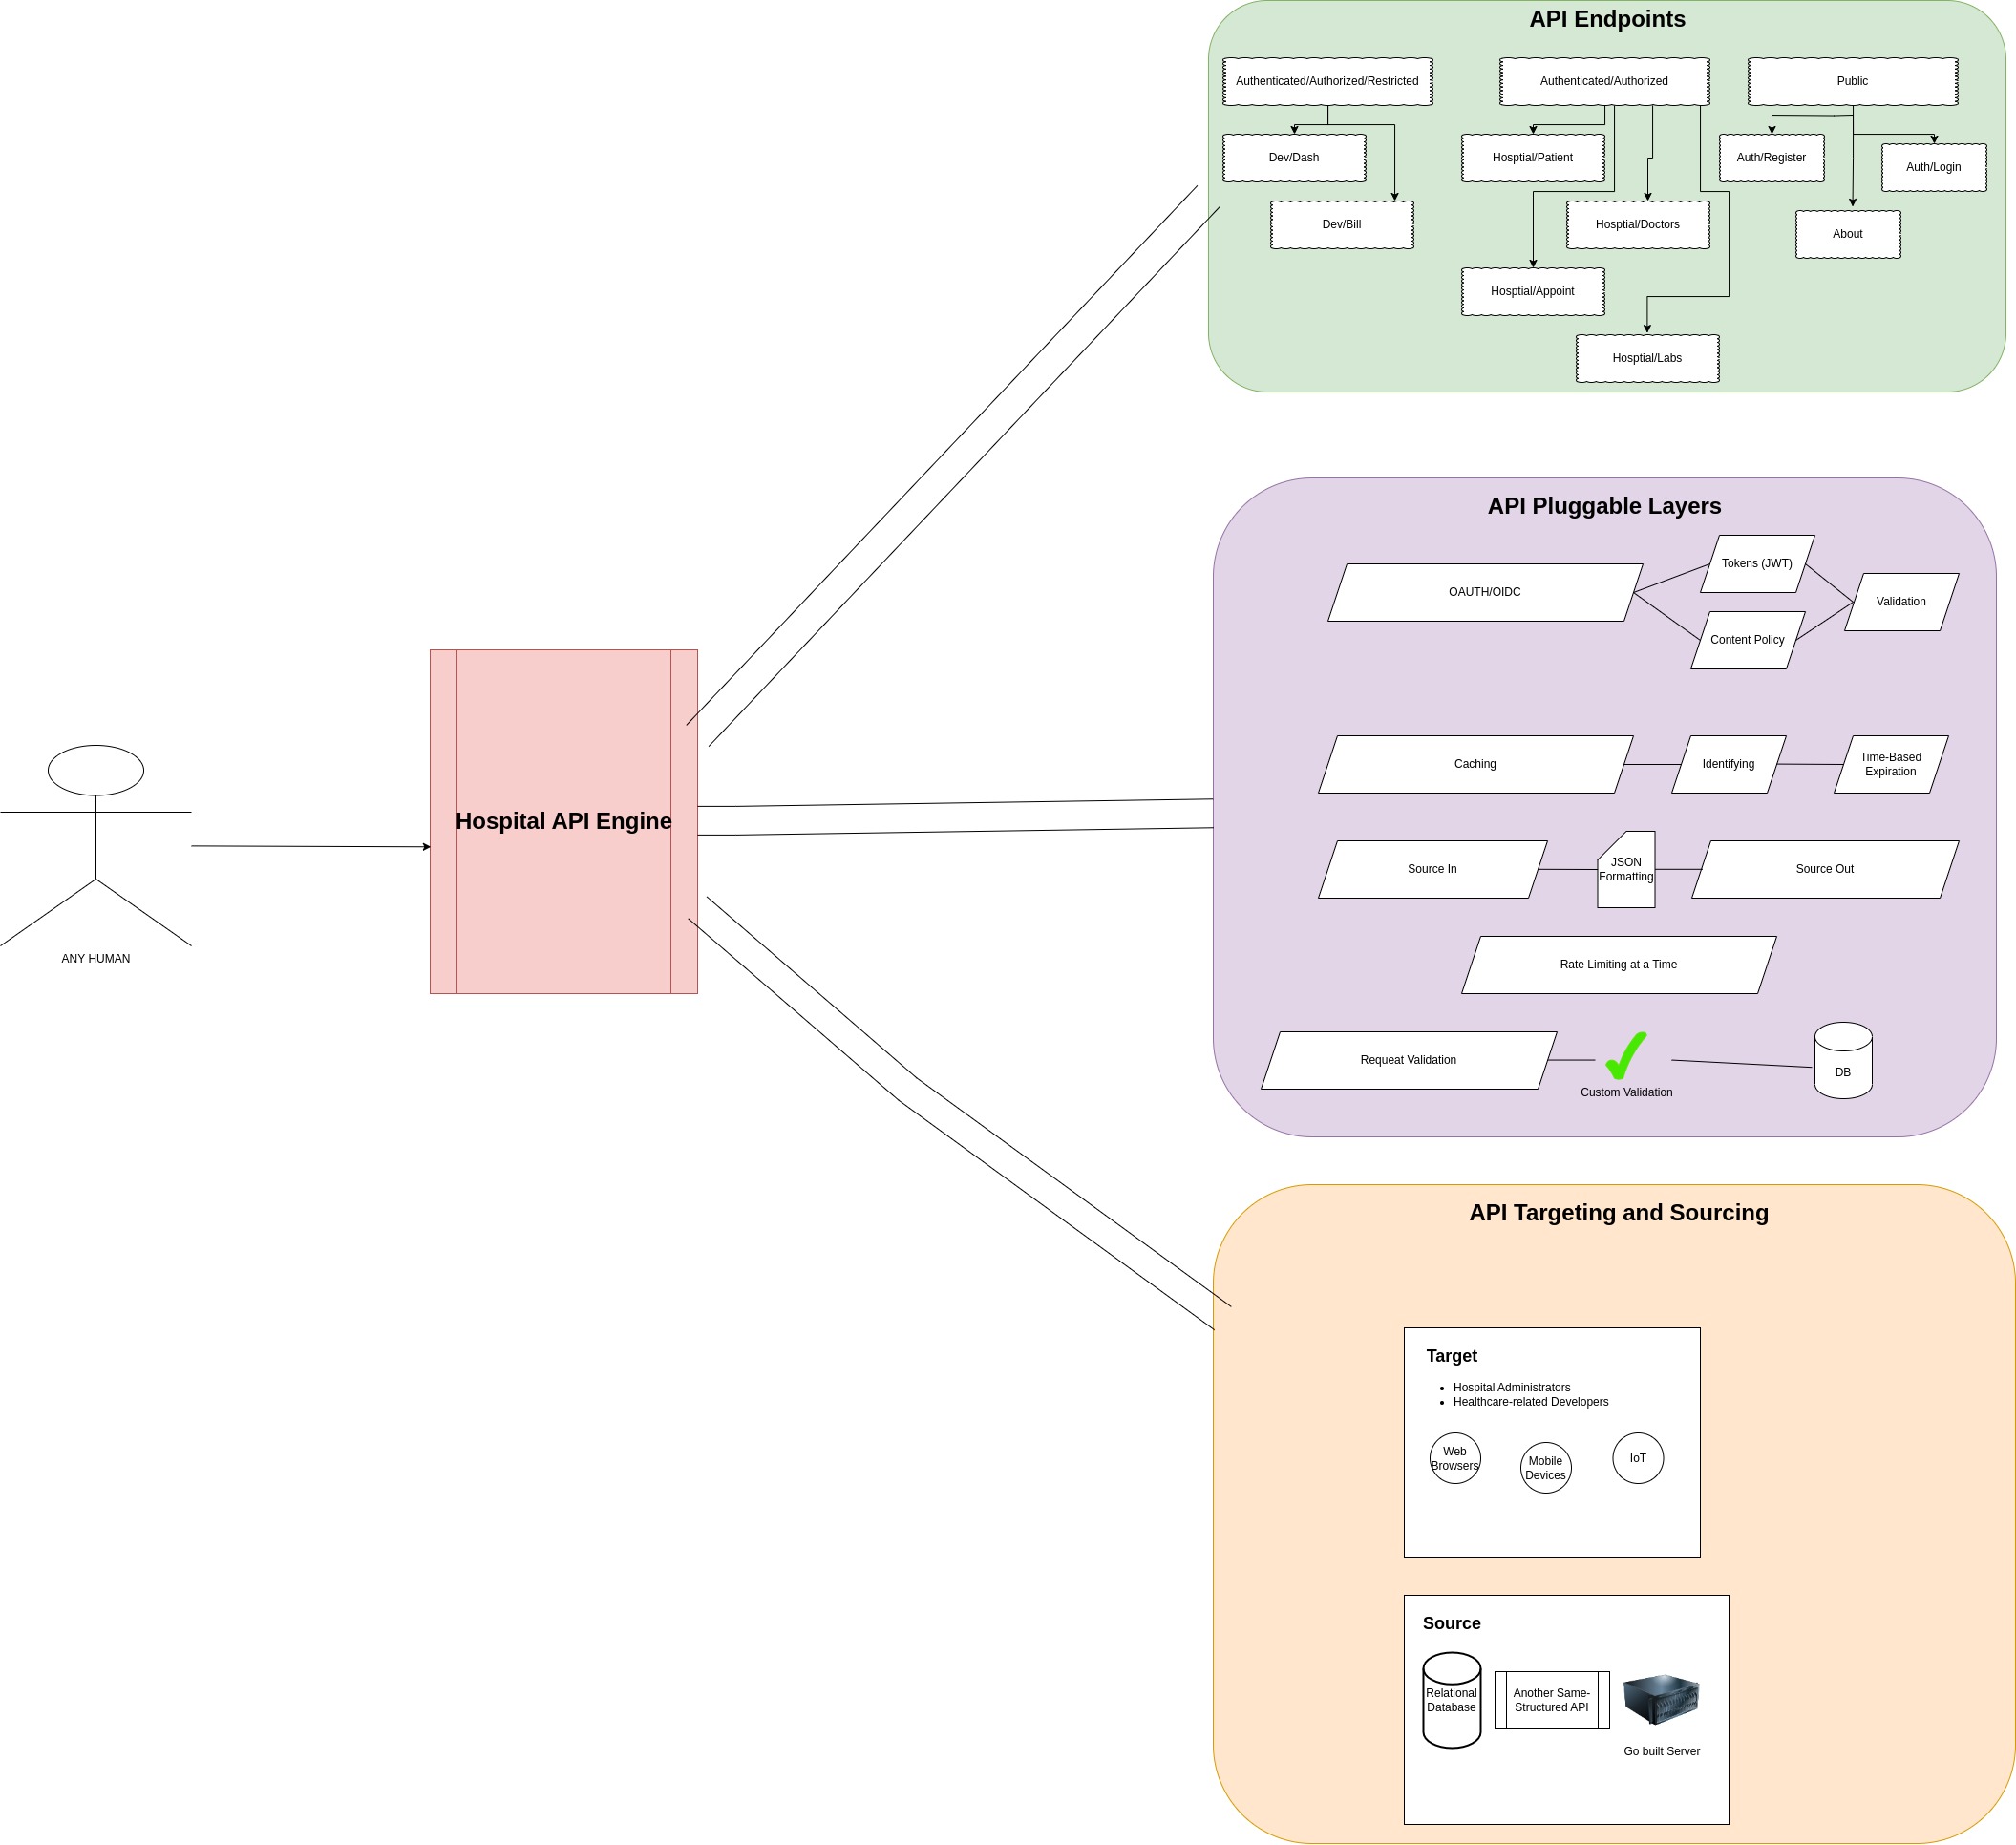 API Endpoints
Authenticated/Authorized/Restricted
Authenticated/Authorized
Public
Dev/Dash
Hosptial/Patient
Auth/Register
Auth/Login
Dev/Bill
Hosptial/Doctors
About
Hosptial/Appoint
Hosptial/Labs
API Pluggable Layers
OAUTH/OIDC
Tokens (JWT)
Content Policy
Validation
Caching
Identifying
Time-Based
Expiration
Source In
JSON
Formatting
Source Out
Rate Limiting at a Time
Requeat Validation
Custom Validation
DB
Hospital API Engine
ANY HUMAN
API Targeting and Sourcing
Target
Hospital Administrators
Healthcare-related Developers
Web
Browsers
Mobile
Devices
IoT
Source
Relational
Database
Another Same-
Structured API
Go built Server